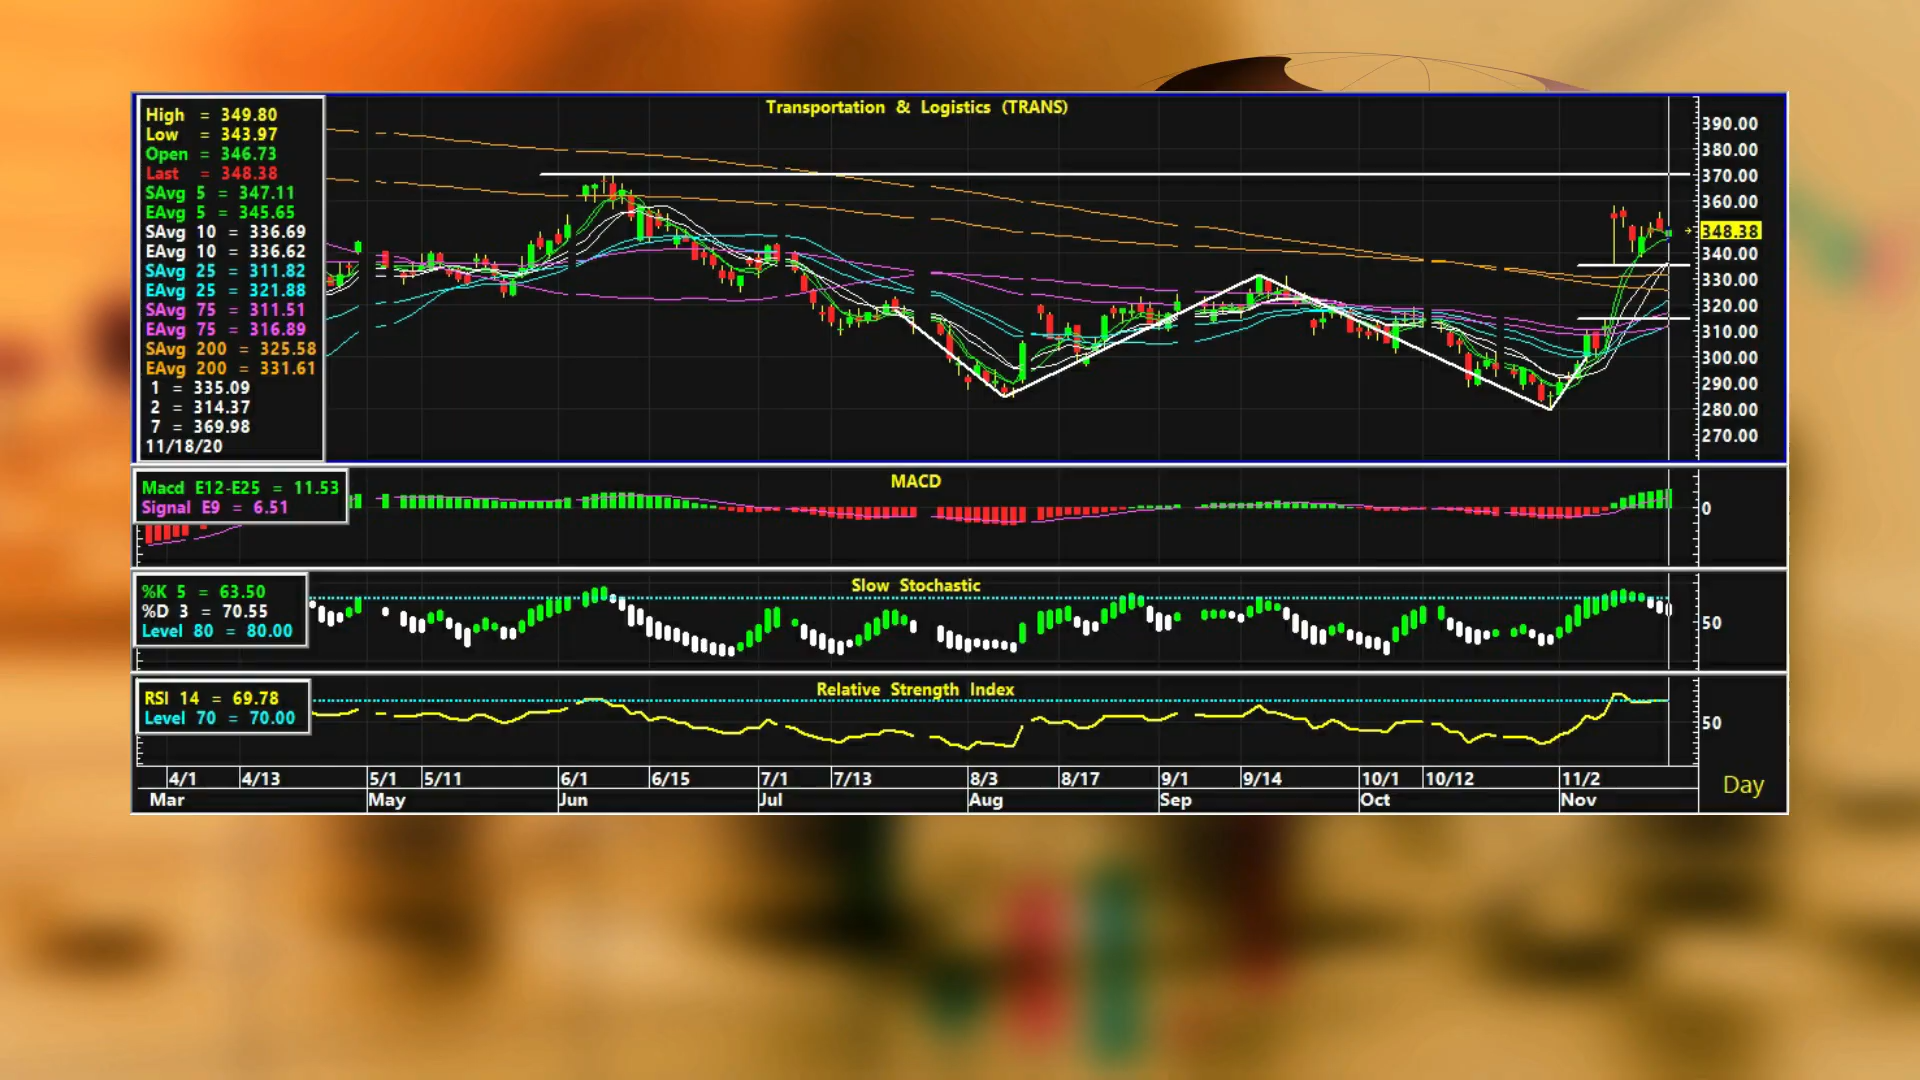 Transportation & Logistics (TRANS)
High = 349.80
Low = 343.97
Open = 346.73
Last = 348.38
SAvg 5 = 347.11
EAvg 5 = 345.65
SAvg 10 = 336.69
EAvg 10 = 336.62
SAvg 25 = 311.82
EAvg 25 = 321.88
SAvg 75 = 311.51
EAvg 75 = 316.89
SAvg 200 = 325.58
EAvg 200 = 331.61
1 = 335.09
2 = 314.37
7 = 369.98
11/18/20
390.00
380.00
370.00
360.00
348.38
340.00
330.00
320.00
310.00
300.00
290.00
280.00
270.00
MACD
Macd E12-E25 = 11.53
Signal E9 = 6.51
0
Slow Stochastic
%K 5 = 63.50
%D 3 = 70.55
Level 80 = 80.00
50
Relative Strength Index
RSI 14 = 69.78
Level 70 = 70.00
50
4/1 4/13 5/1 5/11 6/1 6/15 7/1 7/13 8/3 8/17 9/1 9/14 10/1 10/12 11/2
Mar May Jun Jul Aug Sep Oct Nov
Day